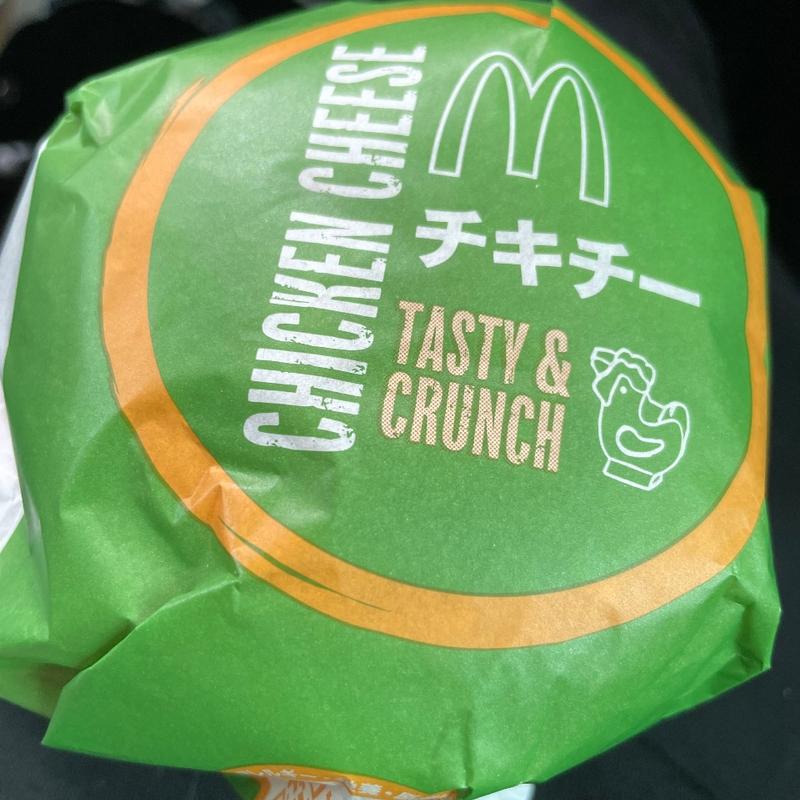 CHICKEN CHEESE
チキチー
TASTY &
CRUNCH